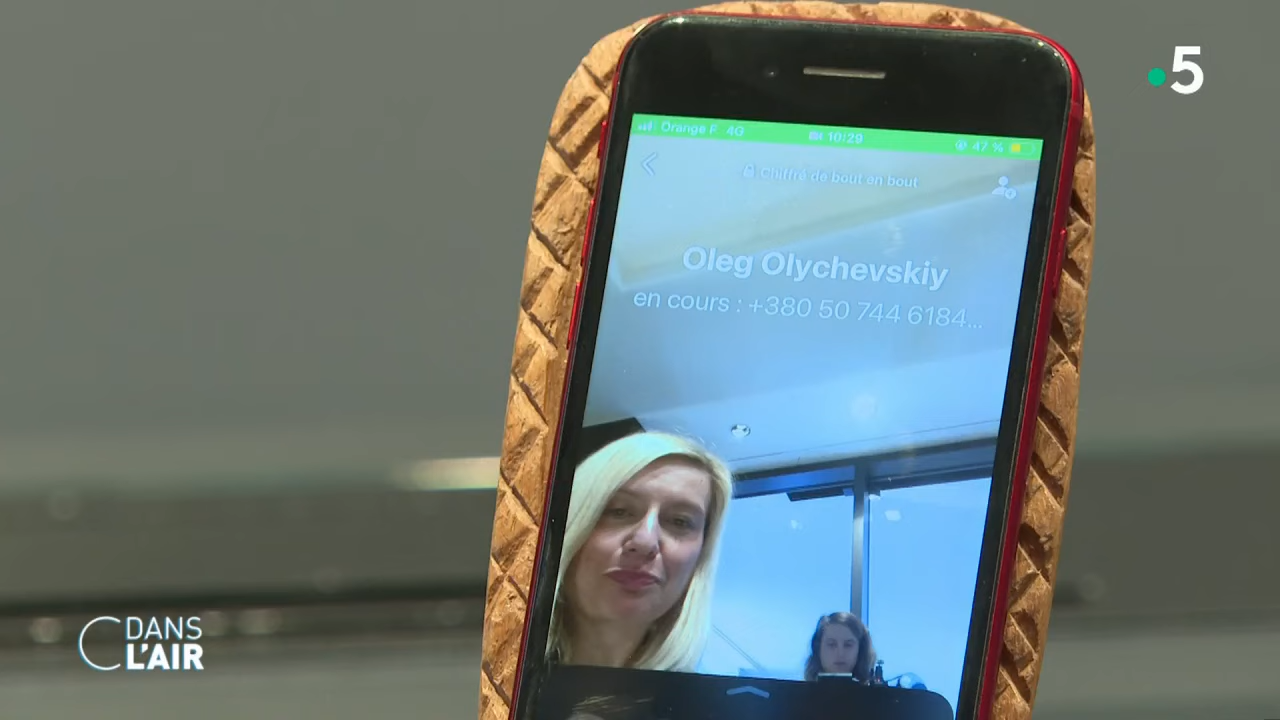 5
Orange F 4G 10:29 47 %
Chiffré de bout en bout
Oleg Olychevskiy
en cours : +380 50 744 6184...
C DANS
L'AIR